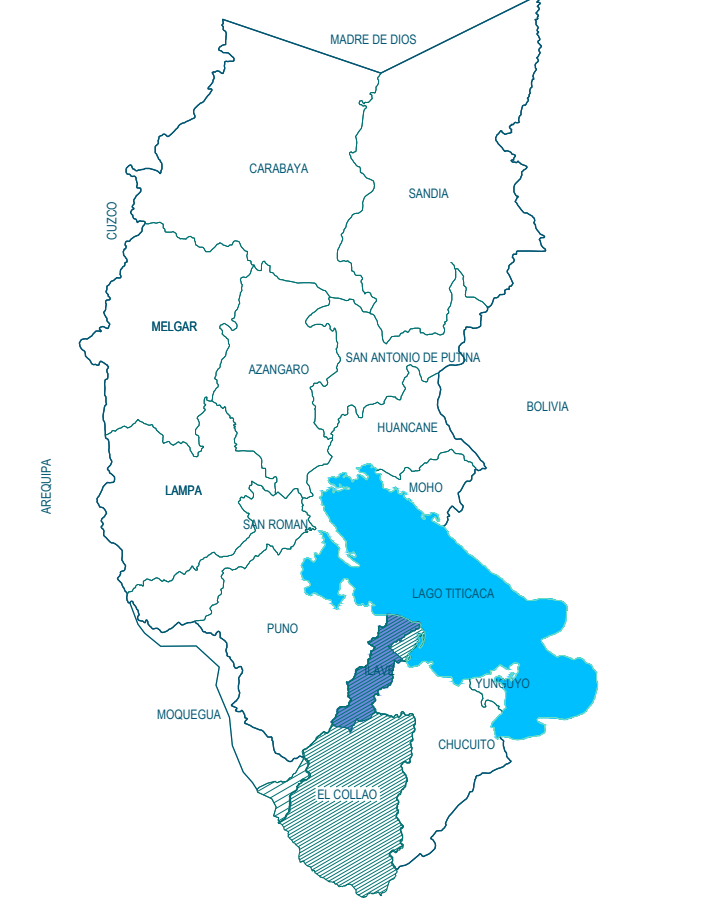 MADRE DE DIOS
CARABAYA
SANDIA
CUZCO
MELGAR
SAN ANTONIO DE PUTINA
AZANGARO
BOLIVIA
HUANCANE
AREQUIPA
LAMPA
MOHO
SAN ROMAN
LAGO TITICACA
PUNO
ILAVE
YUNGUYO
MOQUEGUA
CHUCUITO
EL COLLAO